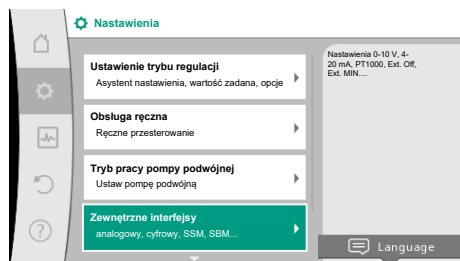 Nastawienia
Ustawienie trybu regulacji
Asystent nastawienia, wartość zadana, opcje
Obsługa ręczna
Ręczne przesterowanie
Tryb pracy pompy podwójnej
Ustaw pompę podwójną
Zewnętrzne interfejsy
analogowy, cyfrowy, SSM, SBM...
Nastawienia 0-10 V, 4-
20 mA, PT1000, Ext. Off,
Ext. MIN....
Language